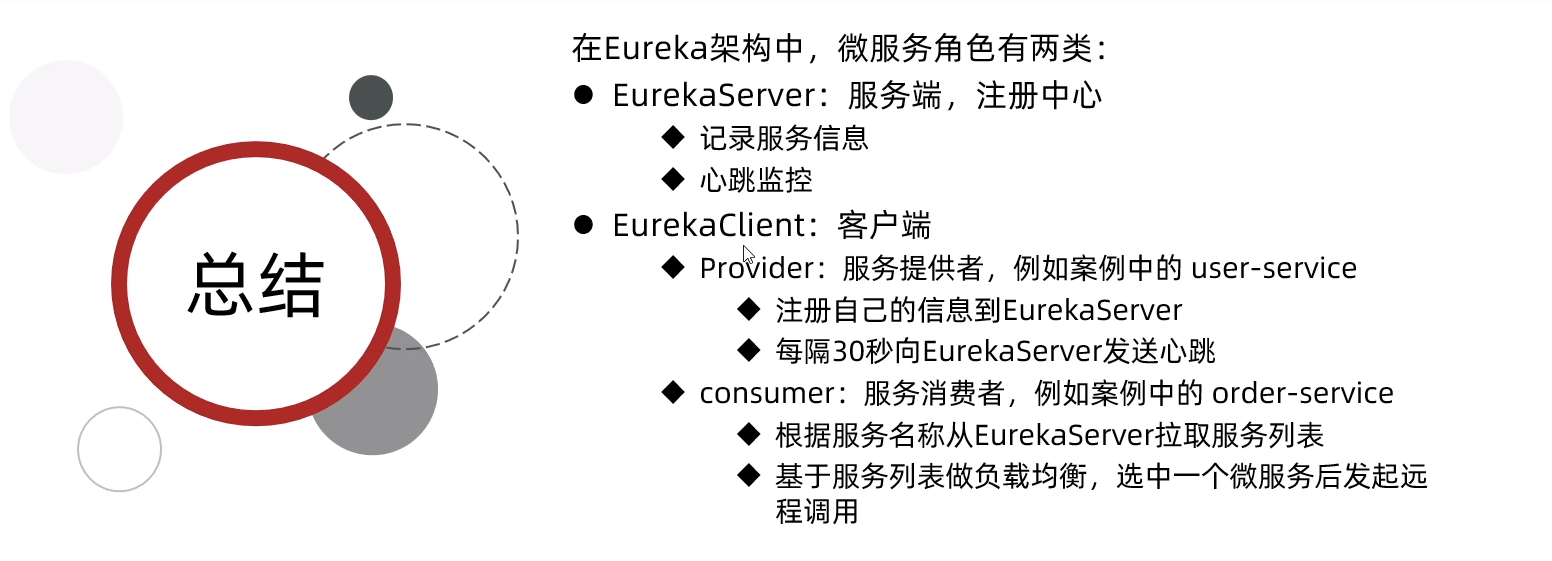 总结
在Eureka架构中，微服务角色有两类：
● EurekaServer：服务端，注册中心
◆ 记录服务信息
◆ 心跳监控
● EurekaClient：客户端
◆ Provider：服务提供者，例如案例中的 user-service
◆ 注册自己的信息到EurekaServer
◆ 每隔30秒向EurekaServer发送心跳
◆ consumer：服务消费者，例如案例中的 order-service
◆ 根据服务名称从EurekaServer拉取服务列表
◆ 基于服务列表做负载均衡，选中一个微服务后发起远
程调用